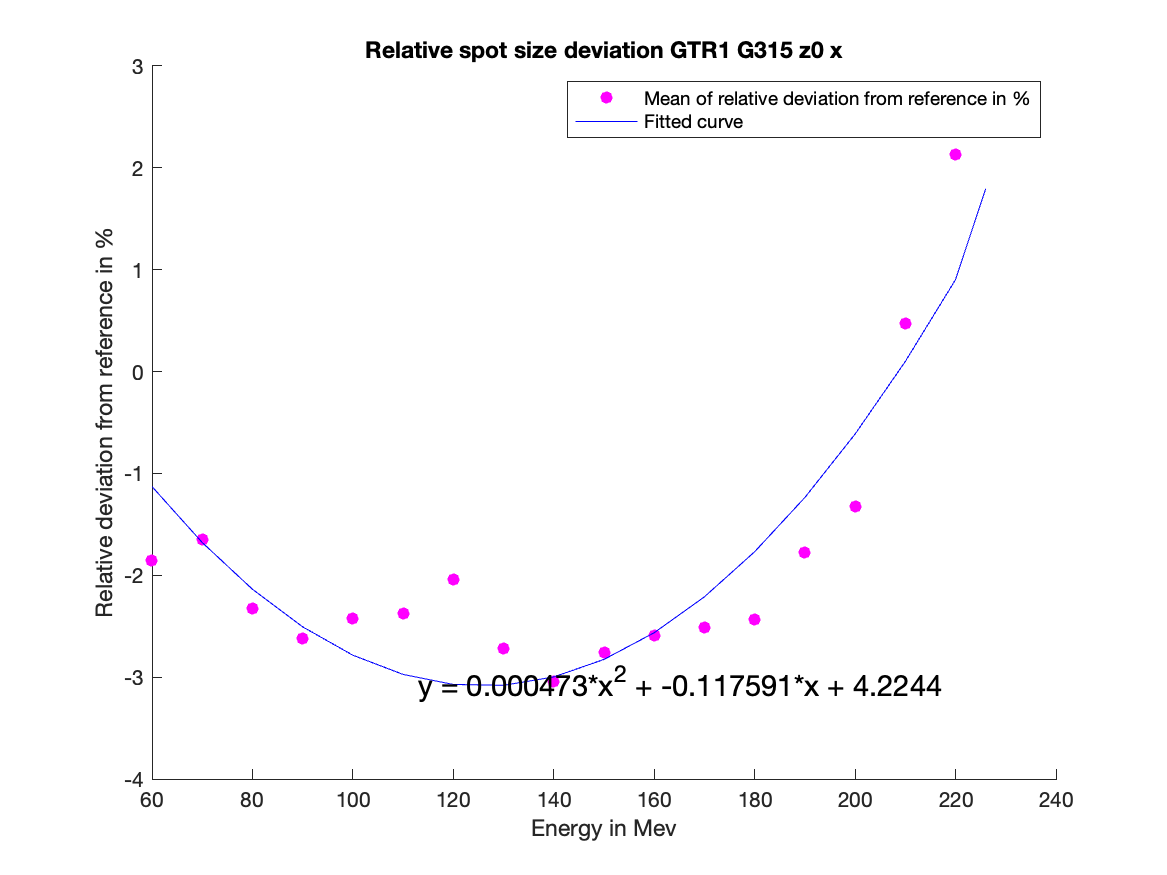 Relative spot size deviation GTR1 G315 z0 x
3
Mean of relative deviation from reference in %
Fitted curve
2
1
0
-1
-2
-3
-4
Relative deviation from reference in %
y = 0.000473*x² + -0.117591*x + 4.2244
60 80 100 120 140 160 180 200 220 240
Energy in Mev